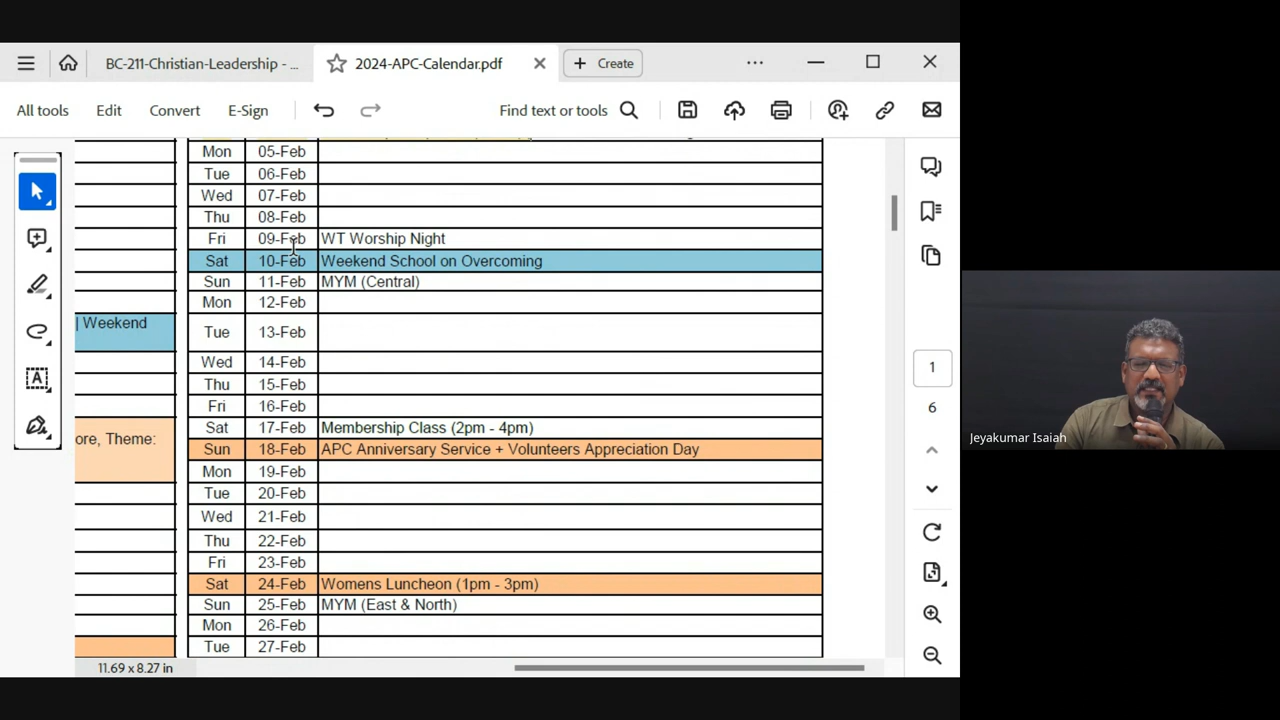 BC-211-Christian-Leadership - ...
2024-APC-Calendar.pdf
Create
All tools
Edit
Convert
E-Sign
Find text or tools
Mon 05-Feb
Tue 06-Feb
Wed 07-Feb
Thu 08-Feb
Fri 09-Feb WT Worship Night
Sat 10-Feb Weekend School on Overcoming
Sun 11-Feb MYM (Central)
Mon 12-Feb
| Weekend
Tue 13-Feb
Wed 14-Feb
Thu 15-Feb
Fri 16-Feb
Sat 17-Feb Membership Class (2pm - 4pm)
ore, Theme:
Sun 18-Feb APC Anniversary Service + Volunteers Appreciation Day
Mon 19-Feb
Tue 20-Feb
Wed 21-Feb
Thu 22-Feb
Fri 23-Feb
Sat 24-Feb Womens Luncheon (1pm - 3pm)
Sun 25-Feb MYM (East & North)
Mon 26-Feb
Tue 27-Feb
11.69 x 8.27 in
1
6
Jeyakumar Isaiah